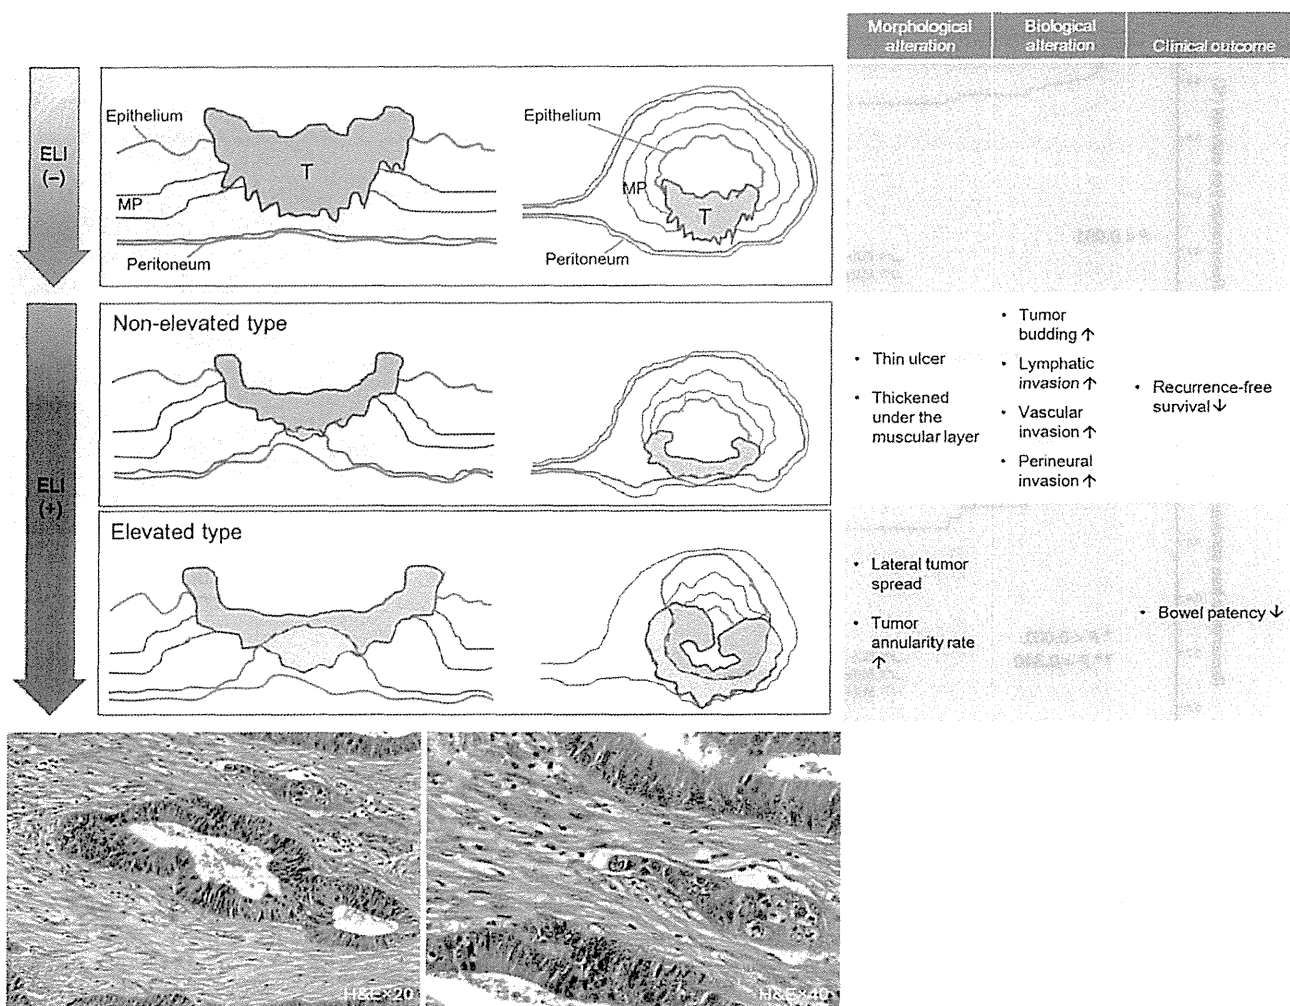 Morphological
alteration
Biological
alteration
Clinical outcome
ELI
(–)
Epithelium
T
MP
Peritoneum
Epithelium
MP
T
Peritoneum
ELI
(+)
Non-elevated type
• Thin ulcer
• Thickened
under the
muscular layer
• Tumor
budding ↑
• Lymphatic
invasion ↑
• Vascular
invasion ↑
• Perineural
invasion ↑
• Recurrence-free
survival ↓
Elevated type
• Lateral tumor
spread
• Tumor
annularity rate
↑
• Bowel patency ↓
H&E×20
H&E×40